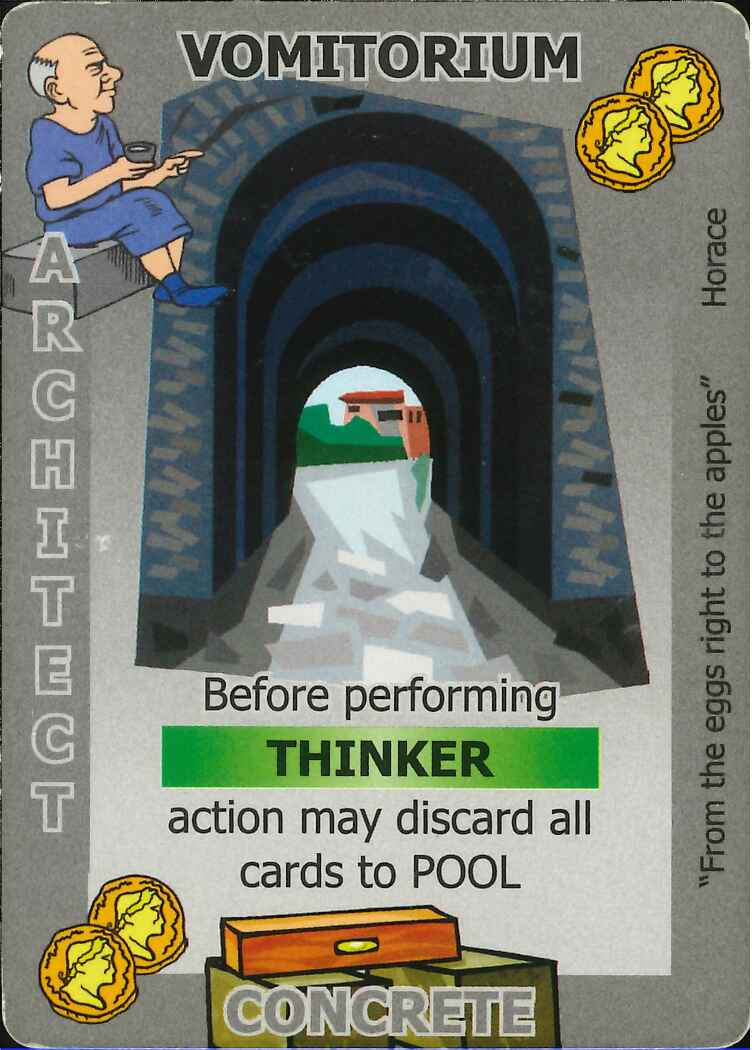 VOMITORIUM
ARCHITECT
"From the eggs right to the apples" Horace
Before performing
THINKER
action may discard all
cards to POOL
CONCRETE